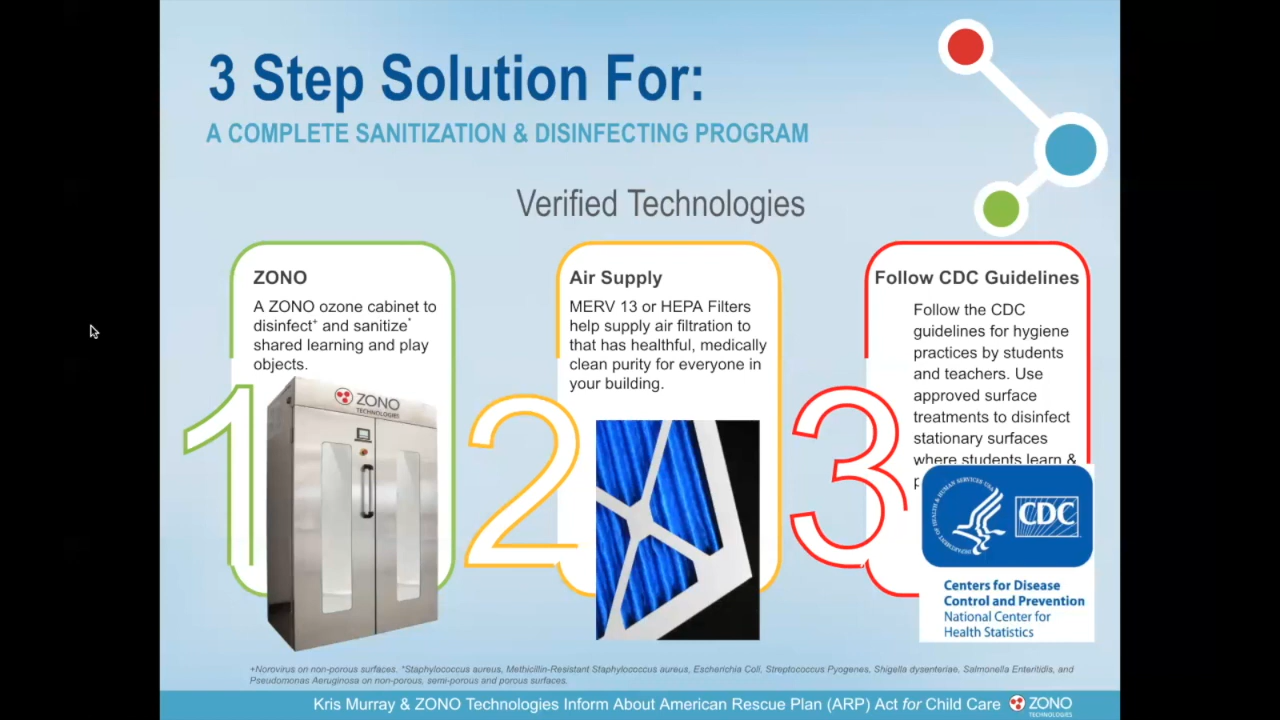 3 Step Solution For:
A COMPLETE SANITIZATION & DISINFECTING PROGRAM
Verified Technologies
ZONO
A ZONO ozone cabinet to
disinfect+ and sanitize*
shared learning and play
objects.
1
ZONO
TECHNOLOGIES
Air Supply
MERV 13 or HEPA Filters
help supply air filtration to
that has healthful, medically
clean purity for everyone in
your building.
2
Follow CDC Guidelines
Follow the CDC
guidelines for hygiene
practices by students
and teachers. Use
approved surface
treatments to disinfect
stationary surfaces
where students learn &
3
DEPARTMENT OF HEALTH & HUMAN SERVICES USA
CDC
Centers for Disease
Control and Prevention
National Center for
Health Statistics
+Norovirus on non-porous surfaces. *Staphylococcus aureus, Methicillin-Resistant Staphylococcus aureus, Escherichia Coli, Streptococcus Pyogenes, Shigella dysenteriae, Salmonella Enteritidis, and
Pseudomonas Aeruginosa on non-porous, semi-porous and porous surfaces.
Kris Murray & ZONO Technologies Inform About American Rescue Plan (ARP) Act for Child Care
ZONO
TECHNOLOGIES